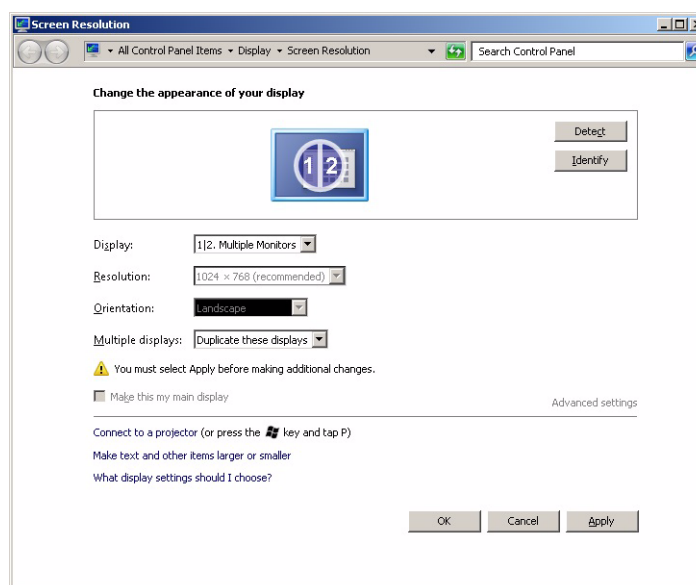 Screen Resolution
All Control Panel Items Display Screen Resolution Search Control Panel
Change the appearance of your display
1|2
Detect
Identify
Display: 1|2. Multiple Monitors
Resolution: 1024 × 768 (recommended)
Orientation: Landscape
Multiple displays: Duplicate these displays
You must select Apply before making additional changes.
Make this my main display
Advanced settings
Connect to a projector (or press the key and tap P)
Make text and other items larger or smaller
What display settings should I choose?
OK Cancel Apply